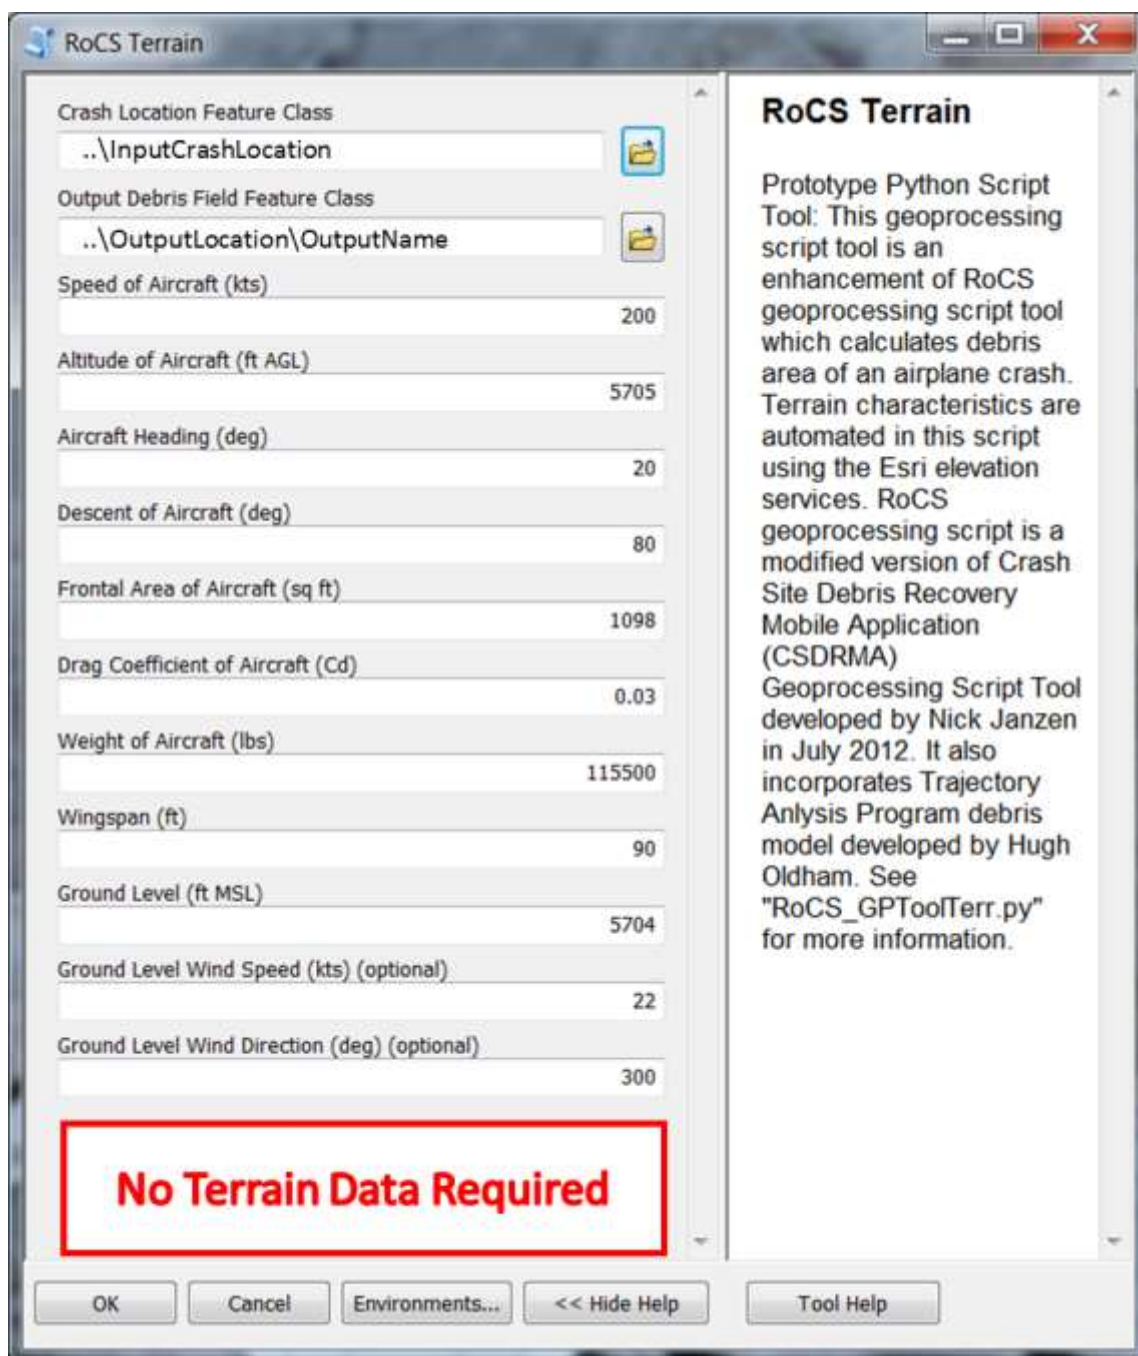 RoCS Terrain
Crash Location Feature Class
..\InputCrashLocation
Output Debris Field Feature Class
..\OutputLocation\OutputName
Speed of Aircraft (kts)
200
Altitude of Aircraft (ft AGL)
5705
Aircraft Heading (deg)
20
Descent of Aircraft (deg)
80
Frontal Area of Aircraft (sq ft)
1098
Drag Coefficient of Aircraft (Cd)
0.03
Weight of Aircraft (lbs)
115500
Wingspan (ft)
90
Ground Level (ft MSL)
5704
Ground Level Wind Speed (kts) (optional)
22
Ground Level Wind Direction (deg) (optional)
300
No Terrain Data Required
RoCS Terrain
Prototype Python Script
Tool: This geoprocessing
script tool is an
enhancement of RoCS
geoprocessing script tool
which calculates debris
area of an airplane crash.
Terrain characteristics are
automated in this script
using the Esri elevation
services. RoCS
geoprocessing script is a
modified version of Crash
Site Debris Recovery
Mobile Application
(CSDRMA)
Geoprocessing Script Tool
developed by Nick Janzen
in July 2012. It also
incorporates Trajectory
Anlysis Program debris
model developed by Hugh
Oldham. See
"RoCS_GPToolTerr.py"
for more information.
OK
Cancel
Environments...
<< Hide Help
Tool Help